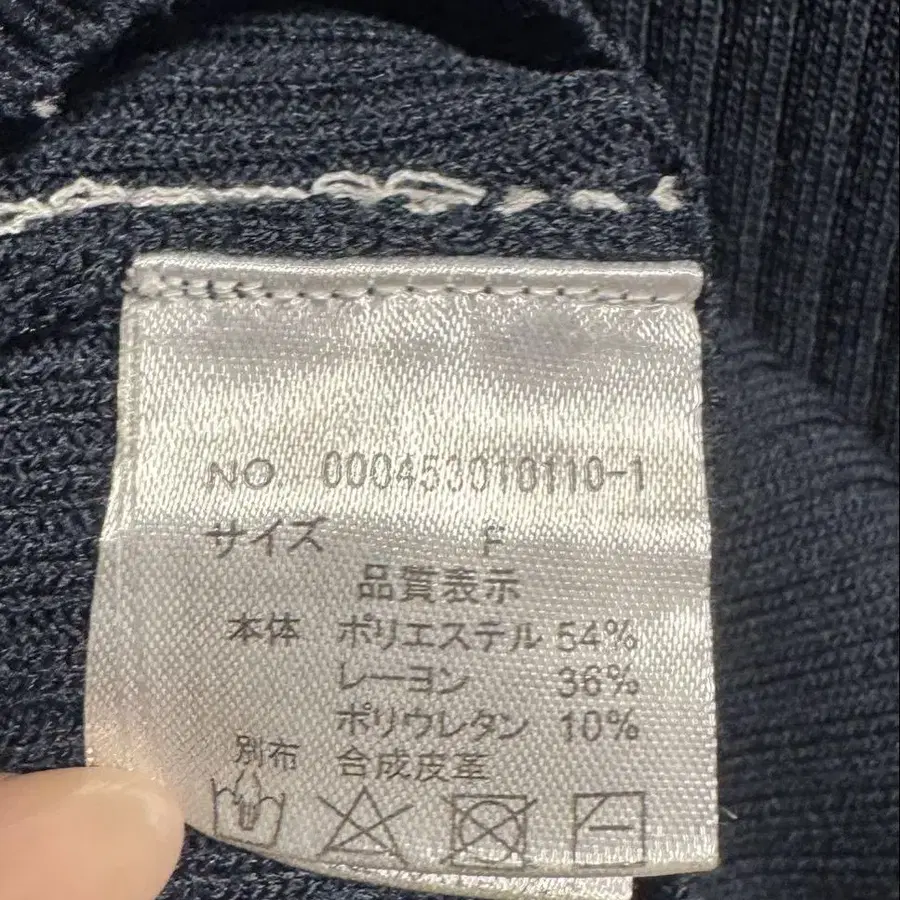 NO. 000453010110-1
サイズ F
品質表示
本体 ポリエステル 54%
レーヨン 36%
ポリウレタン 10%
別布 合成皮革